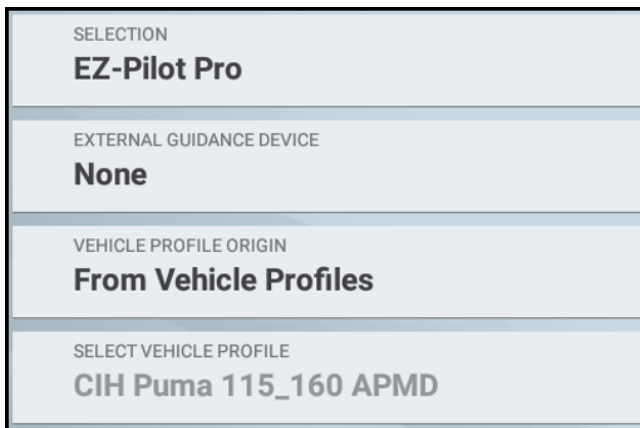 SELECTION
EZ-Pilot Pro
EXTERNAL GUIDANCE DEVICE
None
VEHICLE PROFILE ORIGIN
From Vehicle Profiles
SELECT VEHICLE PROFILE
CIH Puma 115_160 APMD